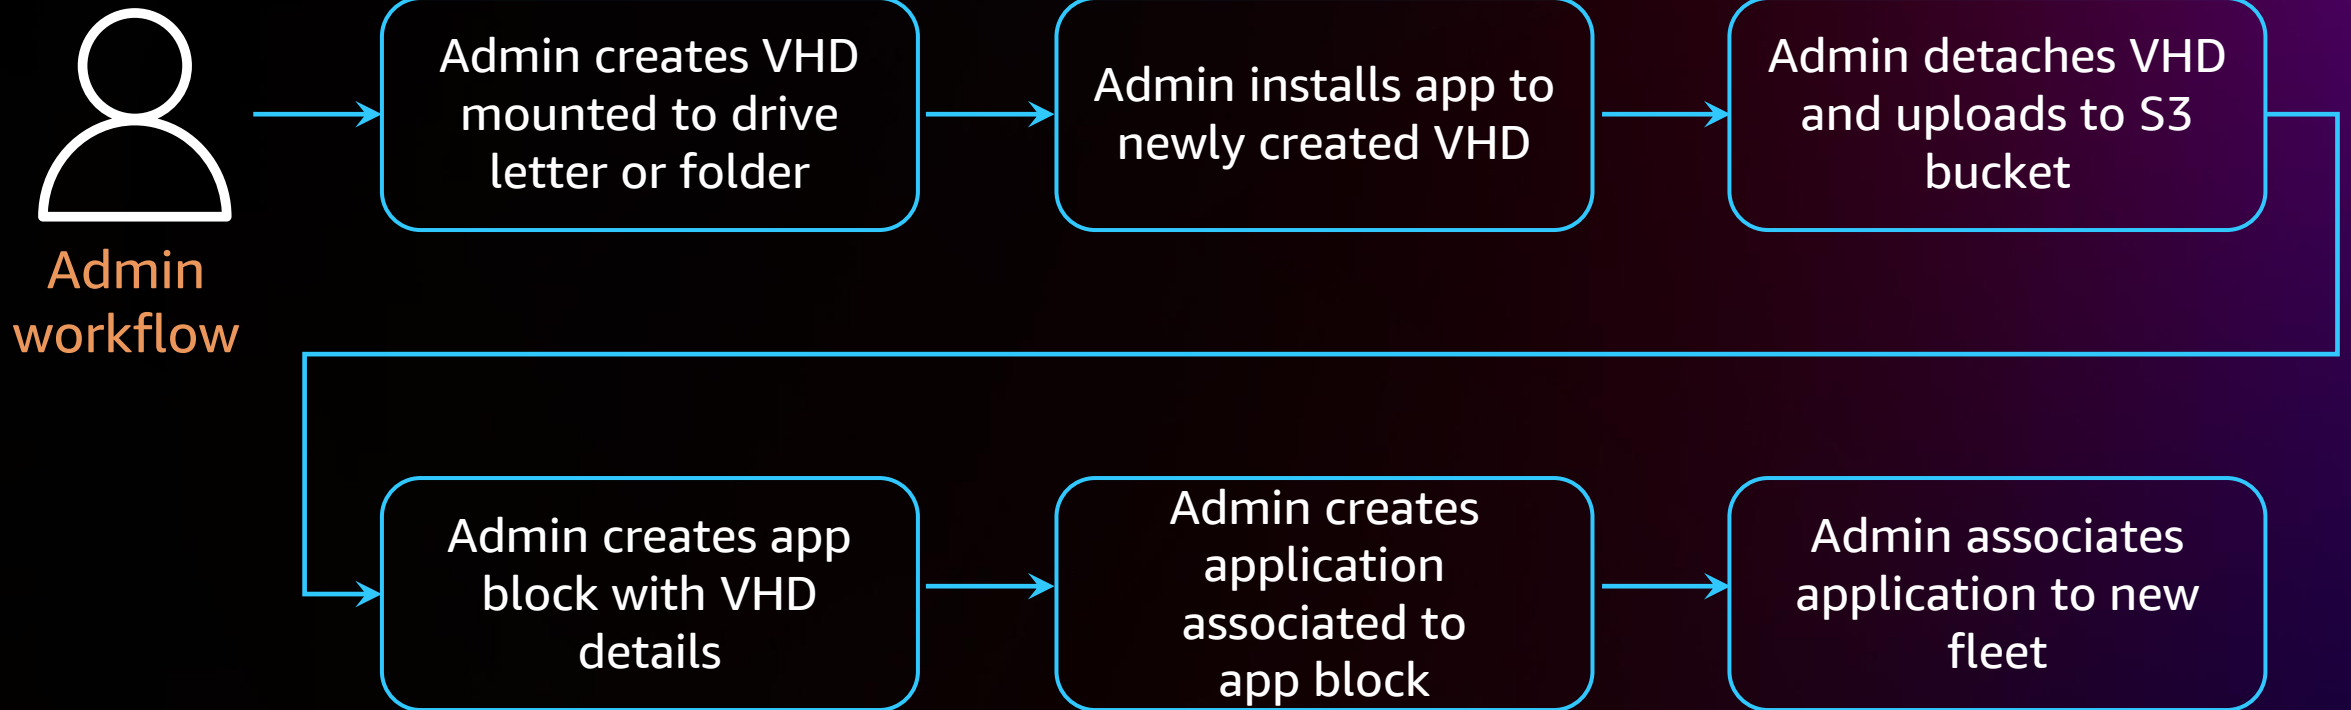 Admin
workflow
Admin creates VHD
mounted to drive
letter or folder
Admin installs app to
newly created VHD
Admin detaches VHD
and uploads to S3
bucket
Admin creates app
block with VHD
details
Admin creates
application
associated to
app block
Admin associates
application to new
fleet